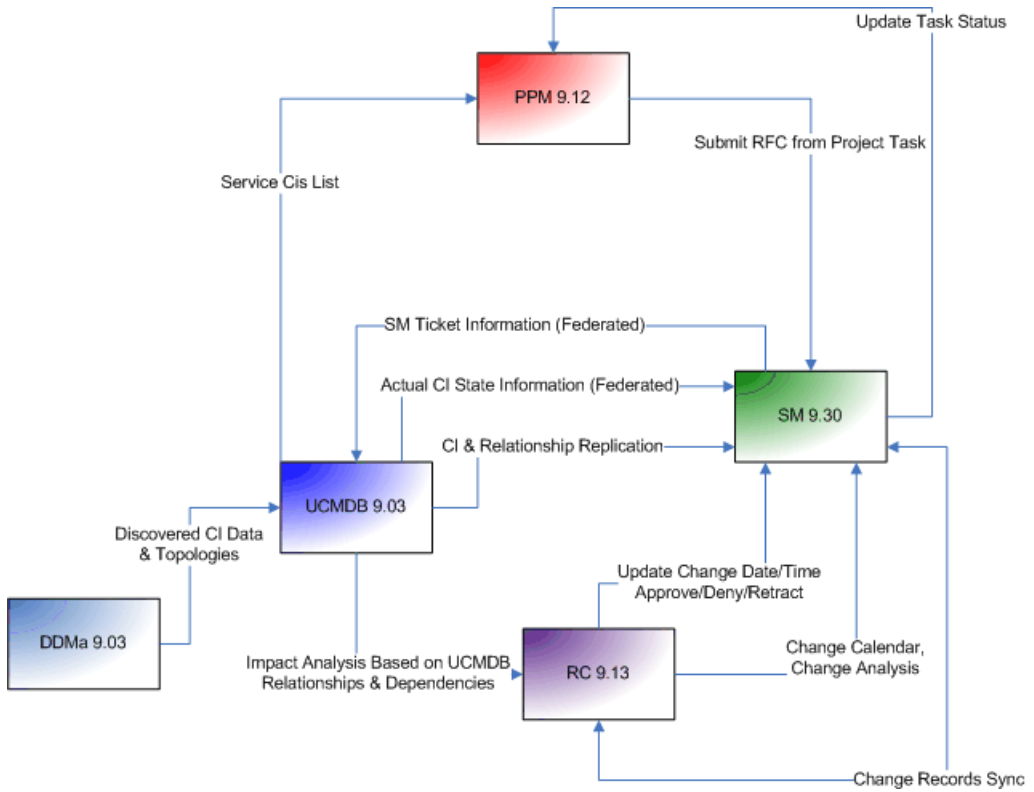 Update Task Status
PPM 9.12
Submit RFC from Project Task
Service Cis List
SM Ticket Information (Federated)
Actual CI State Information (Federated)
SM 9.30
CI & Relationship Replication
UCMDB 9.03
Discovered CI Data
& Topologies
Update Change Date/Time
Approve/Deny/Retract
DDMa 9.03
Impact Analysis Based on UCMDB
Relationships & Dependencies
RC 9.13
Change Calendar,
Change Analysis
Change Records Sync